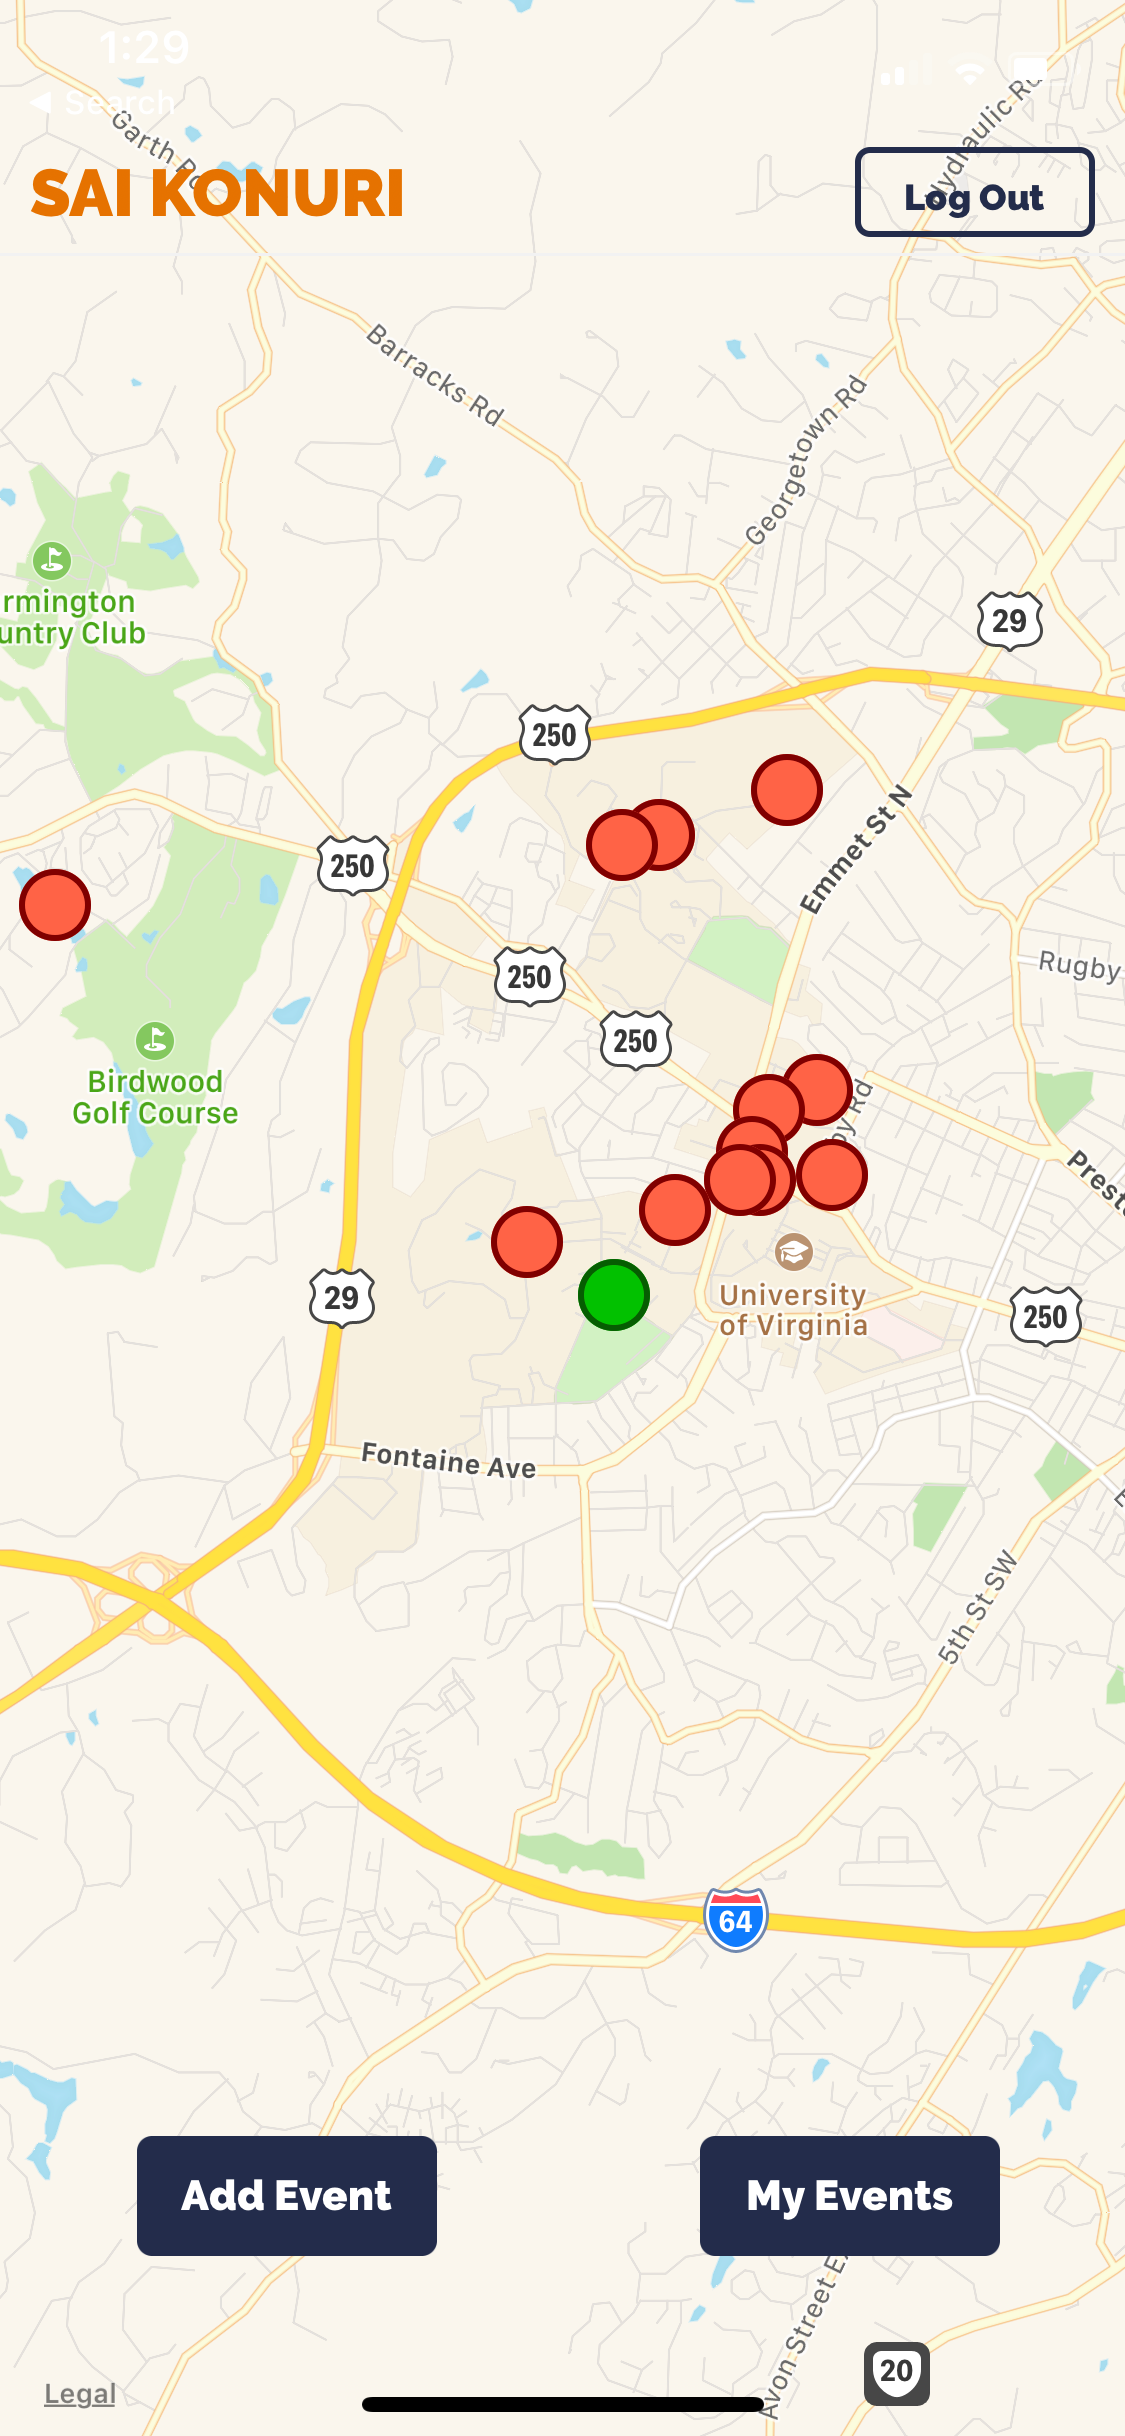 1:29
Search
Garth Rd
Hydraulic Rd
SAI KONURI
Log Out
Barracks Rd
Georgetown Rd
rmington
untry Club
29
250
Emmet St N
250
250
Rugby
250
Birdwood
Golf Course
by Rd
Presto
University
of Virginia
29
250
Fontaine Ave
E
5th St SW
64
Add Event
My Events
Avon Street E
20
Legal